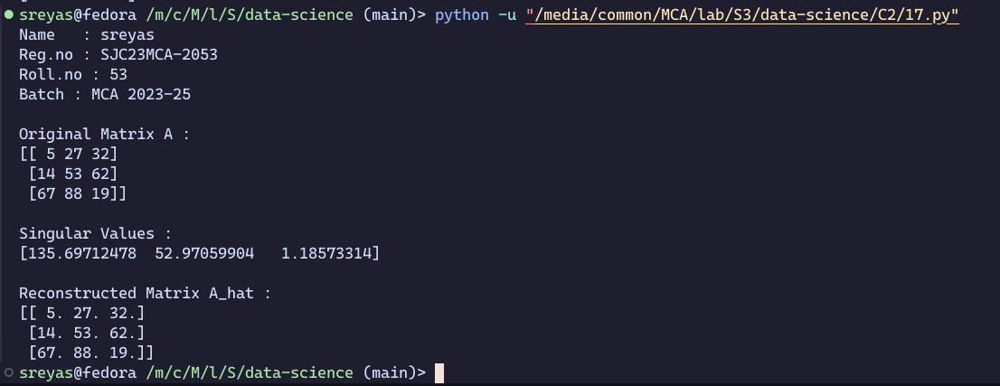 sreyas@fedora /m/c/M/l/S/data-science (main)> python -u "/media/common/MCA/lab/S3/data-science/C2/17.py"
Name   : sreyas
Reg.no : SJC23MCA-2053
Roll.no : 53
Batch : MCA 2023-25
Original Matrix A :
[[ 5 27 32]
 [14 53 62]
 [67 88 19]]
Singular Values :
[135.69712478  52.97059904   1.18573314]
Reconstructed Matrix A_hat :
[[ 5. 27. 32.]
 [14. 53. 62.]
 [67. 88. 19.]]
sreyas@fedora /m/c/M/l/S/data-science (main)>